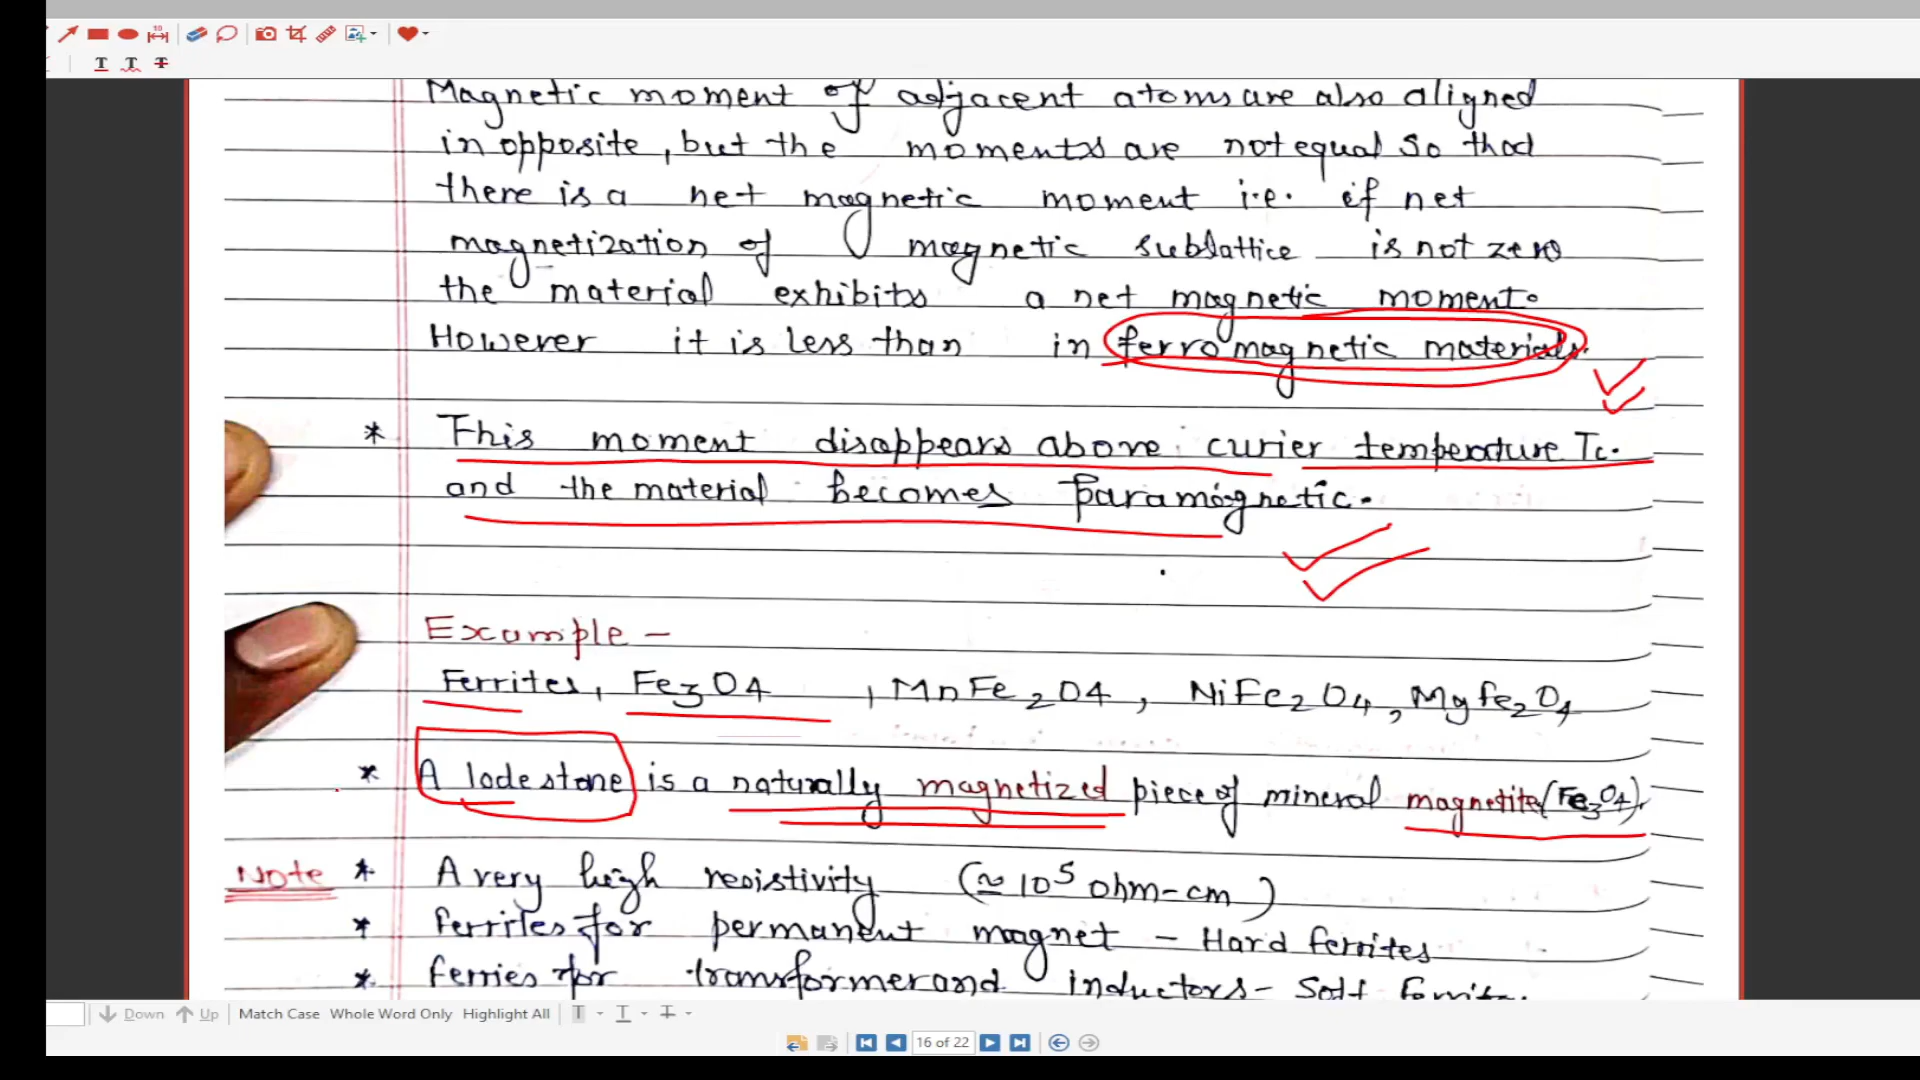 10
T T T
Magnetic moment of adjacent atoms are also aligned
in opposite, but the moments are not equal so that
there is a net magnetic moment i.e. if net
magnetization of magnetic sublattice is not zero
the material exhibits a net magnetic moment.
However it is less than in ferromagnetic materials.
* This moment disappears above curier temperature Tc.
and the material becomes paramagnetic.
Example –
Ferrites, Fe3O4 , MnFe2O4, NiFe2O4, Mgfe2O4
* A lodestone is a naturally magnetized piece of mineral magnetite (Fe3O4).
Note * A very high resistivity (≃ 10^5 ohm-cm)
* ferrites for permanent magnet – Hard ferrites
* ferries for transformer and inductors –
Down Up Match Case Whole Word Only Highlight All T T T
16 of 22